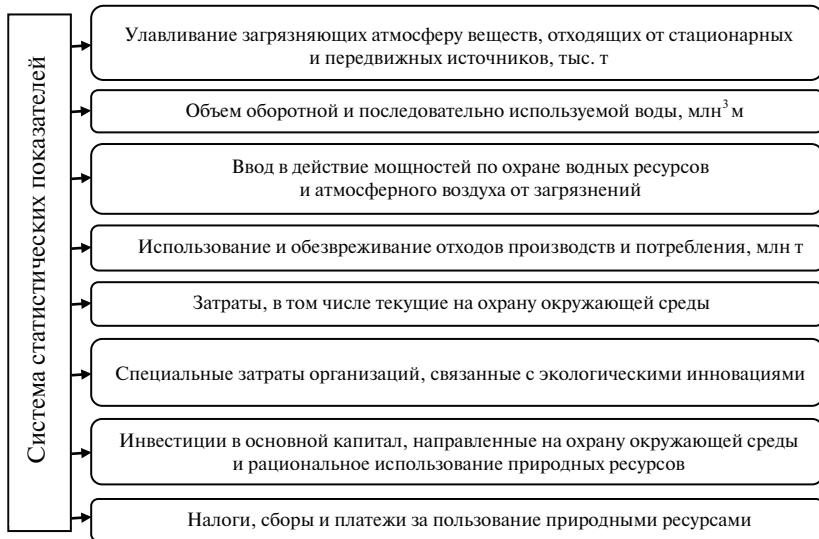 Система статистических показателей
Улавливание загрязняющих атмосферу веществ, отходящих от стационарных
и передвижных источников, тыс. т
Объем оборотной и последовательно используемой воды, млн³ м
Ввод в действие мощностей по охране водных ресурсов
и атмосферного воздуха от загрязнений
Использование и обезвреживание отходов производств и потребления, млн т
Затраты, в том числе текущие на охрану окружающей среды
Специальные затраты организаций, связанные с экологическими инновациями
Инвестиции в основной капитал, направленные на охрану окружающей среды
и рациональное использование природных ресурсов
Налоги, сборы и платежи за пользование природными ресурсами